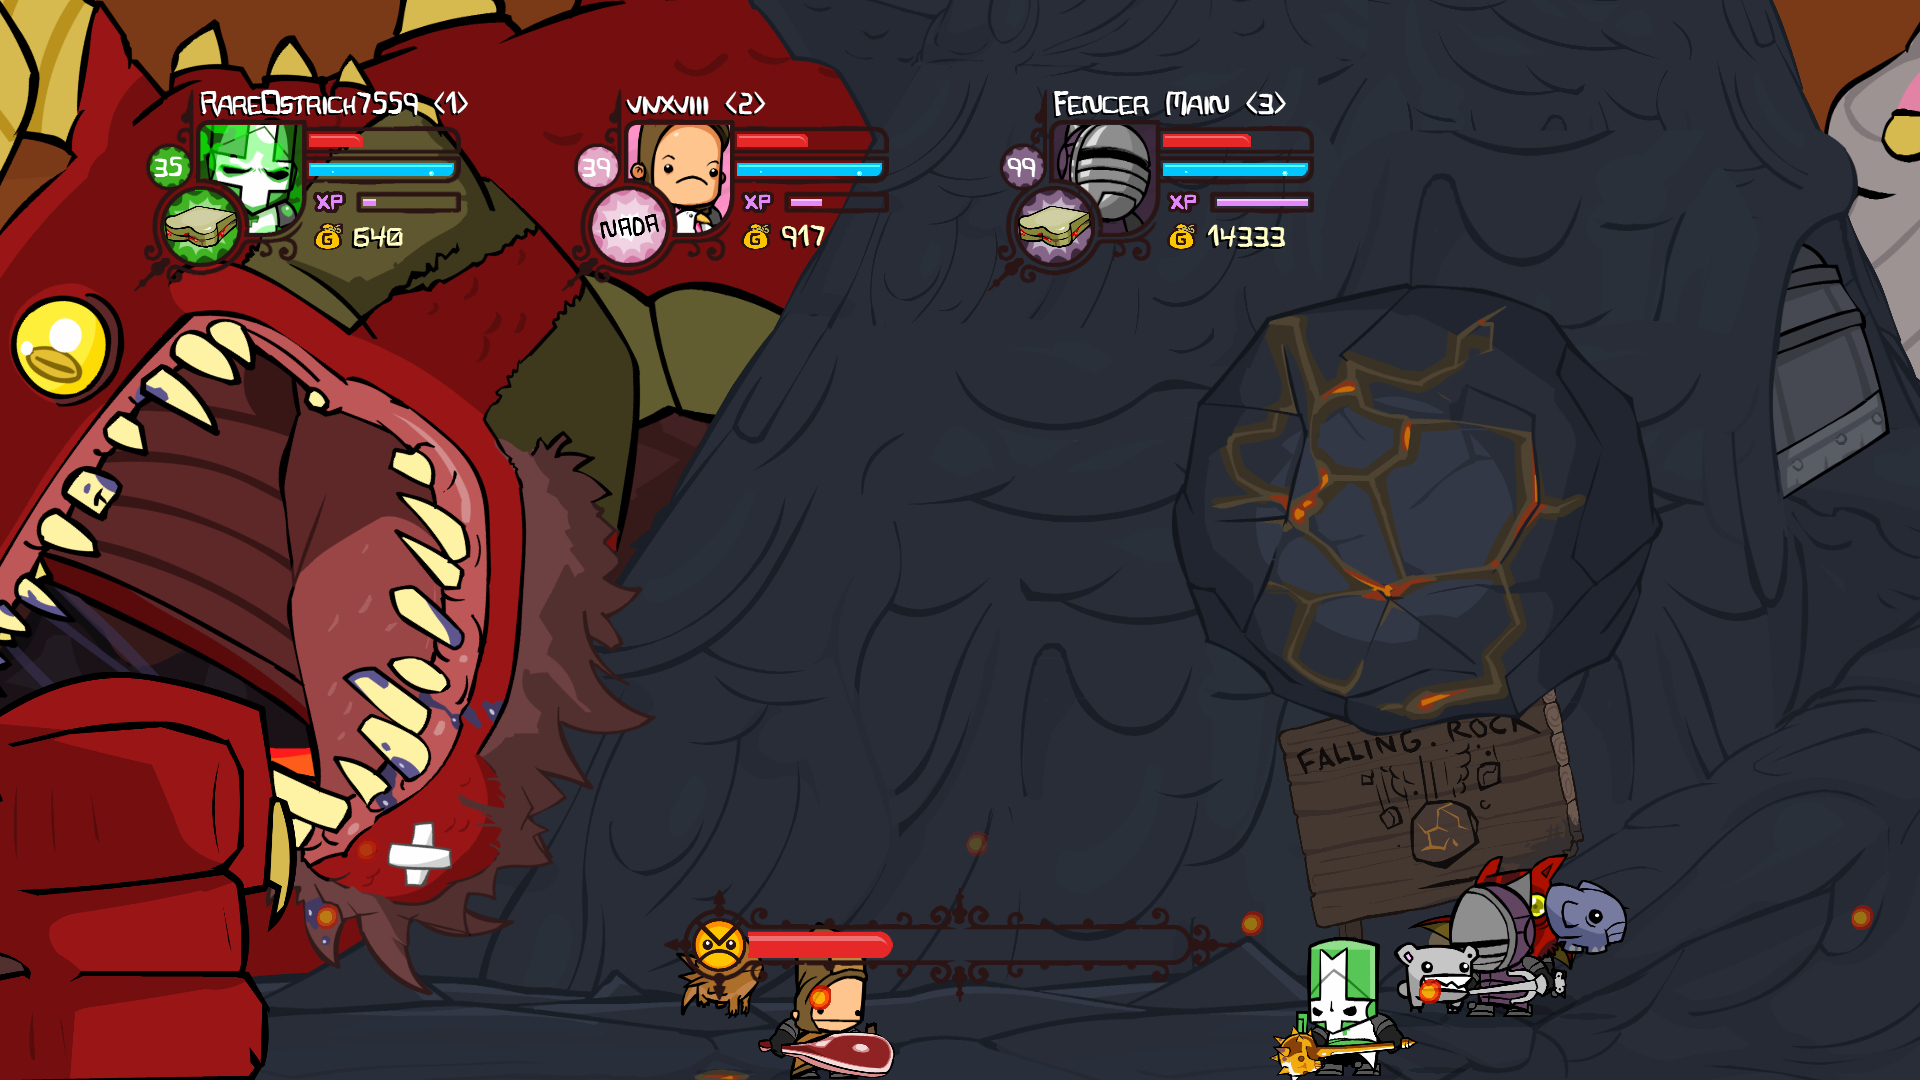 RareOstrich7559 <1>
35
XP
G
640
vnxviii <2>
39
NADA
XP
G
917
Fencer Main <3>
99
XP
G
14333
FALLING. ROCK